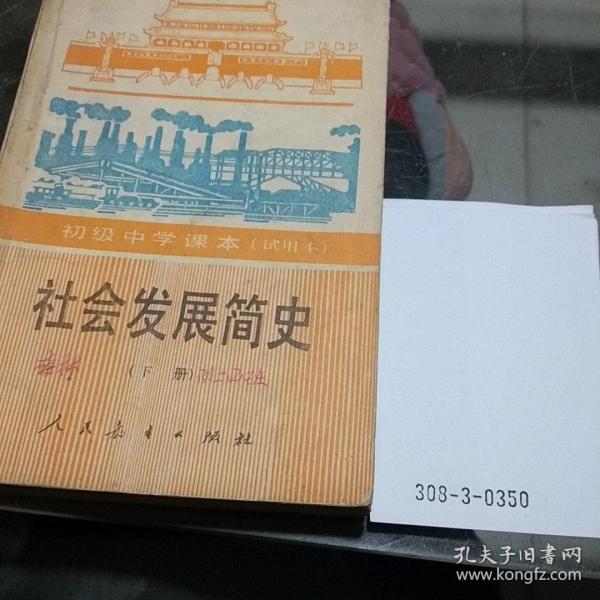 初级中学课本(试用本)
社会发展简史
(下册)
人民教育出版社
308-3-0350
孔夫子旧书网
www.kongfz.com